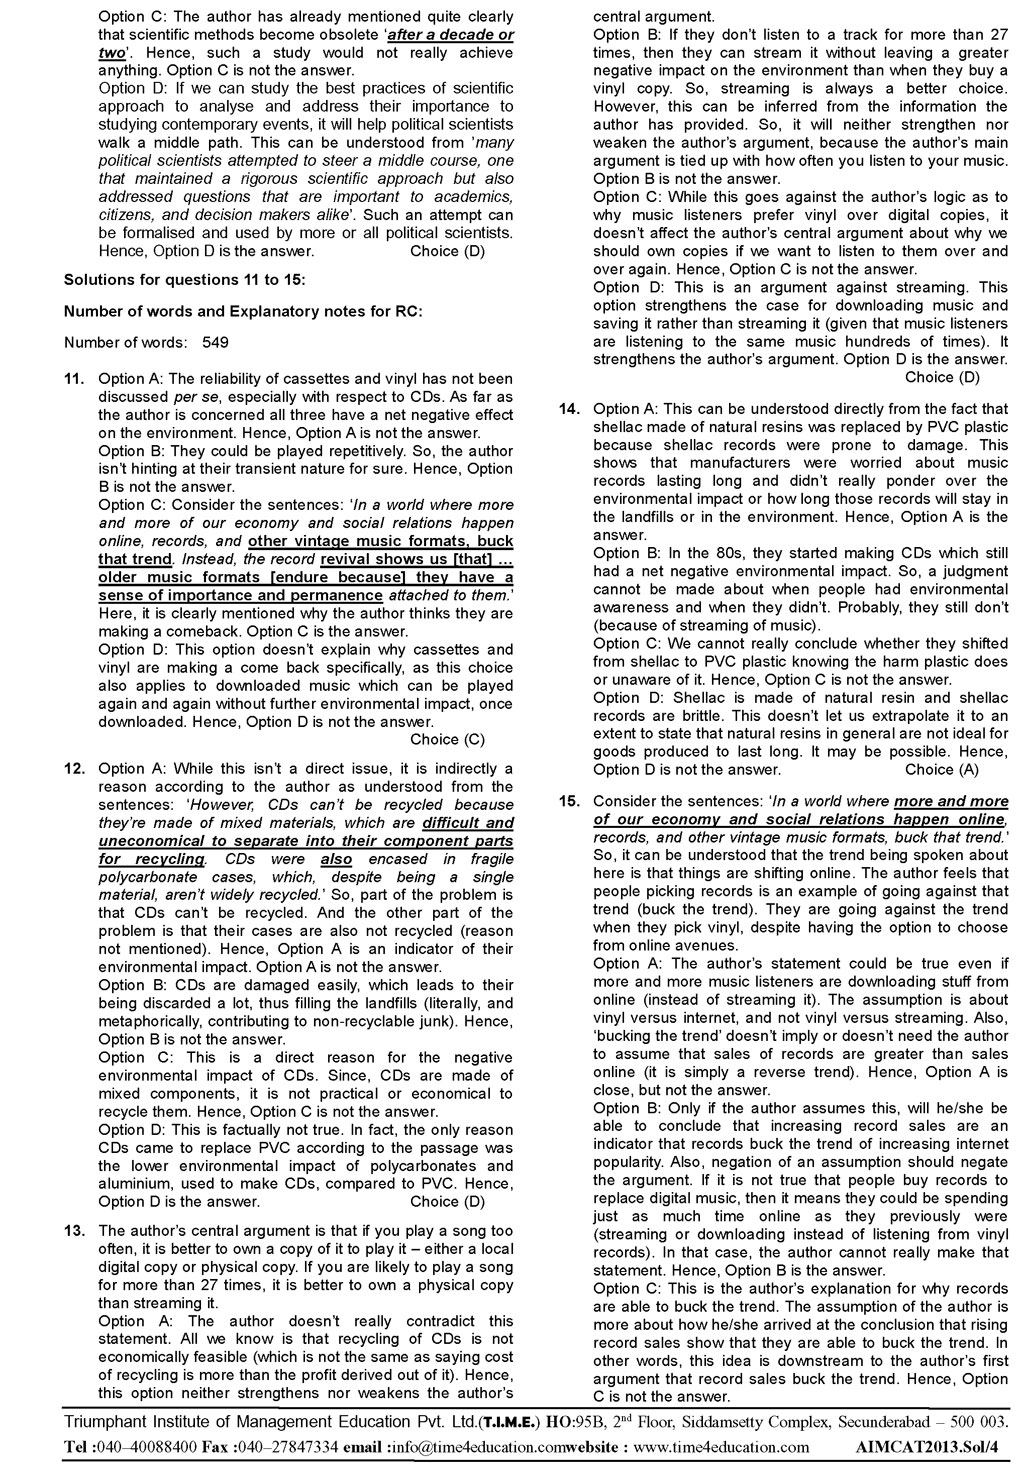 Option C: The author has already mentioned quite clearly
that scientific methods become obsolete ‘after a decade or
two’. Hence, such a study would not really achieve
anything. Option C is not the answer.
Option D: If we can study the best practices of scientific
approach to analyse and address their importance to
studying contemporary events, it will help political scientists
walk a middle path. This can be understood from ’many
political scientists attempted to steer a middle course, one
that maintained a rigorous scientific approach but also
addressed questions that are important to academics,
citizens, and decision makers alike’. Such an attempt can
be formalised and used by more or all political scientists.
Hence, Option D is the answer. Choice (D)
Solutions for questions 11 to 15:
Number of words and Explanatory notes for RC:
Number of words: 549
11. Option A: The reliability of cassettes and vinyl has not been
discussed per se, especially with respect to CDs. As far as
the author is concerned all three have a net negative effect
on the environment. Hence, Option A is not the answer.
Option B: They could be played repetitively. So, the author
isn’t hinting at their transient nature for sure. Hence, Option
B is not the answer.
Option C: Consider the sentences: ‘In a world where more
and more of our economy and social relations happen
online, records, and other vintage music formats, buck
that trend. Instead, the record revival shows us [that] ...
older music formats [endure because] they have a
sense of importance and permanence attached to them.’
Here, it is clearly mentioned why the author thinks they are
making a comeback. Option C is the answer.
Option D: This option doesn’t explain why cassettes and
vinyl are making a come back specifically, as this choice
also applies to downloaded music which can be played
again and again without further environmental impact, once
downloaded. Hence, Option D is not the answer.
Choice (C)
12. Option A: While this isn’t a direct issue, it is indirectly a
reason according to the author as understood from the
sentences: ‘However, CDs can’t be recycled because
they’re made of mixed materials, which are difficult and
uneconomical to separate into their component parts
for recycling. CDs were also encased in fragile
polycarbonate cases, which, despite being a single
material, aren’t widely recycled.’ So, part of the problem is
that CDs can’t be recycled. And the other part of the
problem is that their cases are also not recycled (reason
not mentioned). Hence, Option A is an indicator of their
environmental impact. Option A is not the answer.
Option B: CDs are damaged easily, which leads to their
being discarded a lot, thus filling the landfills (literally, and
metaphorically, contributing to non-recyclable junk). Hence,
Option B is not the answer.
Option C: This is a direct reason for the negative
environmental impact of CDs. Since, CDs are made of
mixed components, it is not practical or economical to
recycle them. Hence, Option C is not the answer.
Option D: This is factually not true. In fact, the only reason
CDs came to replace PVC according to the passage was
the lower environmental impact of polycarbonates and
aluminium, used to make CDs, compared to PVC. Hence,
Option D is the answer. Choice (D)
13. The author’s central argument is that if you play a song too
often, it is better to own a copy of it to play it – either a local
digital copy or physical copy. If you are likely to play a song
for more than 27 times, it is better to own a physical copy
than streaming it.
Option A: The author doesn’t really contradict this
statement. All we know is that recycling of CDs is not
economically feasible (which is not the same as saying cost
of recycling is more than the profit derived out of it). Hence,
this option neither strengthens nor weakens the author’s
central argument.
Option B: If they don’t listen to a track for more than 27
times, then they can stream it without leaving a greater
negative impact on the environment than when they buy a
vinyl copy. So, streaming is always a better choice.
However, this can be inferred from the information the
author has provided. So, it will neither strengthen nor
weaken the author’s argument, because the author’s main
argument is tied up with how often you listen to your music.
Option B is not the answer.
Option C: While this goes against the author’s logic as to
why music listeners prefer vinyl over digital copies, it
doesn’t affect the author’s central argument about why we
should own copies if we want to listen to them over and
over again. Hence, Option C is not the answer.
Option D: This is an argument against streaming. This
option strengthens the case for downloading music and
saving it rather than streaming it (given that music listeners
are listening to the same music hundreds of times). It
strengthens the author’s argument. Option D is the answer.
Choice (D)
14. Option A: This can be understood directly from the fact that
shellac made of natural resins was replaced by PVC plastic
because shellac records were prone to damage. This
shows that manufacturers were worried about music
records lasting long and didn’t really ponder over the
environmental impact or how long those records will stay in
the landfills or in the environment. Hence, Option A is the
answer.
Option B: In the 80s, they started making CDs which still
had a net negative environmental impact. So, a judgment
cannot be made about when people had environmental
awareness and when they didn’t. Probably, they still don’t
(because of streaming of music).
Option C: We cannot really conclude whether they shifted
from shellac to PVC plastic knowing the harm plastic does
or unaware of it. Hence, Option C is not the answer.
Option D: Shellac is made of natural resin and shellac
records are brittle. This doesn’t let us extrapolate it to an
extent to state that natural resins in general are not ideal for
goods produced to last long. It may be possible. Hence,
Option D is not the answer. Choice (A)
15. Consider the sentences: ‘In a world where more and more
of our economy and social relations happen online,
records, and other vintage music formats, buck that trend.’
So, it can be understood that the trend being spoken about
here is that things are shifting online. The author feels that
people picking records is an example of going against that
trend (buck the trend). They are going against the trend
when they pick vinyl, despite having the option to choose
from online avenues.
Option A: The author’s statement could be true even if
more and more music listeners are downloading stuff from
online (instead of streaming it). The assumption is about
vinyl versus internet, and not vinyl versus streaming. Also,
‘bucking the trend’ doesn’t imply or doesn’t need the author
to assume that sales of records are greater than sales
online (it is simply a reverse trend). Hence, Option A is
close, but not the answer.
Option B: Only if the author assumes this, will he/she be
able to conclude that increasing record sales are an
indicator that records buck the trend of increasing internet
popularity. Also, negation of an assumption should negate
the argument. If it is not true that people buy records to
replace digital music, then it means they could be spending
just as much time online as they previously were
(streaming or downloading instead of listening from vinyl
records). In that case, the author cannot really make that
statement. Hence, Option B is the answer.
Option C: This is the author’s explanation for why records
are able to buck the trend. The assumption of the author is
more about how he/she arrived at the conclusion that rising
record sales show that they are able to buck the trend. In
other words, this idea is downstream to the author’s first
argument that record sales buck the trend. Hence, Option
C is not the answer.
Triumphant Institute of Management Education Pvt. Ltd.(T.I.M.E.) HO:95B, 2nd Floor, Siddamsetty Complex, Secunderabad – 500 003.
Tel :040–40088400 Fax :040–27847334 email :info@time4education.comwebsite : www.time4education.com AIMCAT2013.Sol/4